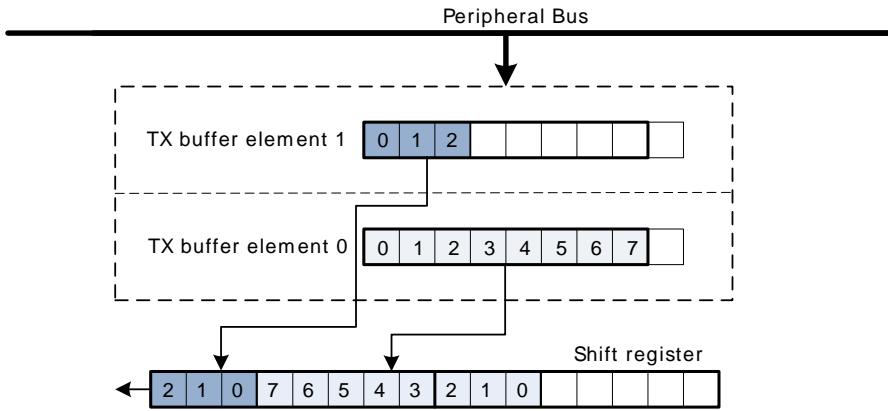 Peripheral Bus
TX buffer element 1
0 1 2
TX buffer element 0
0 1 2 3 4 5 6 7
Shift register
2 1 0 7 6 5 4 3 2 1 0